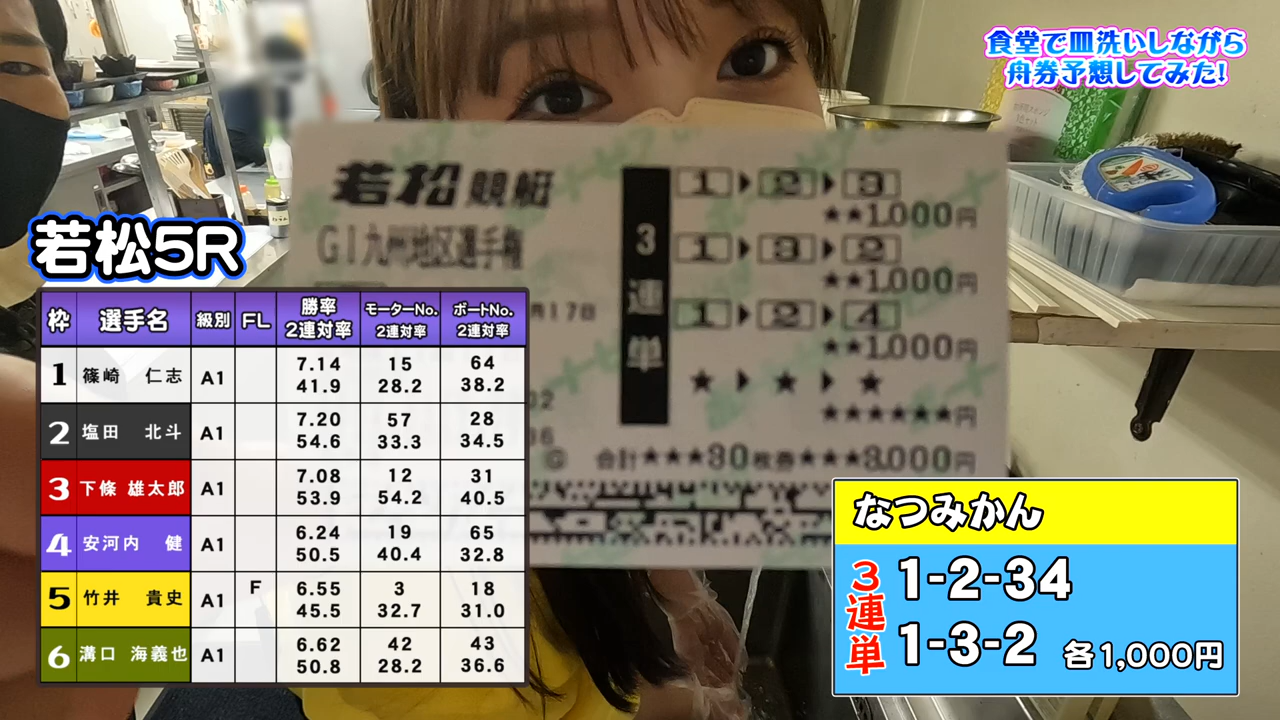 食堂で皿洗いしながら
舟券予想してみた!
若松競艇
GI九州地区選手権
月17日
3連単
1 ▶ 2 ▶ 3
★★1,000円
1 ▶ 3 ▶ 2
★★1,000円
1 ▶ 2 ▶ 4
★★1,000円
★ ▶ ★ ▶ ★
★★★★★★円
合計★★★30枚券★★★3,000円
若松5R
枠 選手名 級別 FL 勝率 2連対率 モーターNo. 2連対率 ボートNo. 2連対率
1 篠崎 仁志 A1 7.14 41.9 15 28.2 64 38.2
2 塩田 北斗 A1 7.20 54.6 57 33.3 28 34.5
3 下條 雄太郎 A1 7.08 53.9 12 54.2 31 40.5
4 安河内 健 A1 6.24 50.5 19 40.4 65 32.8
5 竹井 貴史 A1 F 6.55 45.5 3 32.7 18 31.0
6 溝口 海義也 A1 6.62 50.8 42 28.2 43 36.6
なつみかん
3連単
1-2-34
1-3-2 各1,000円